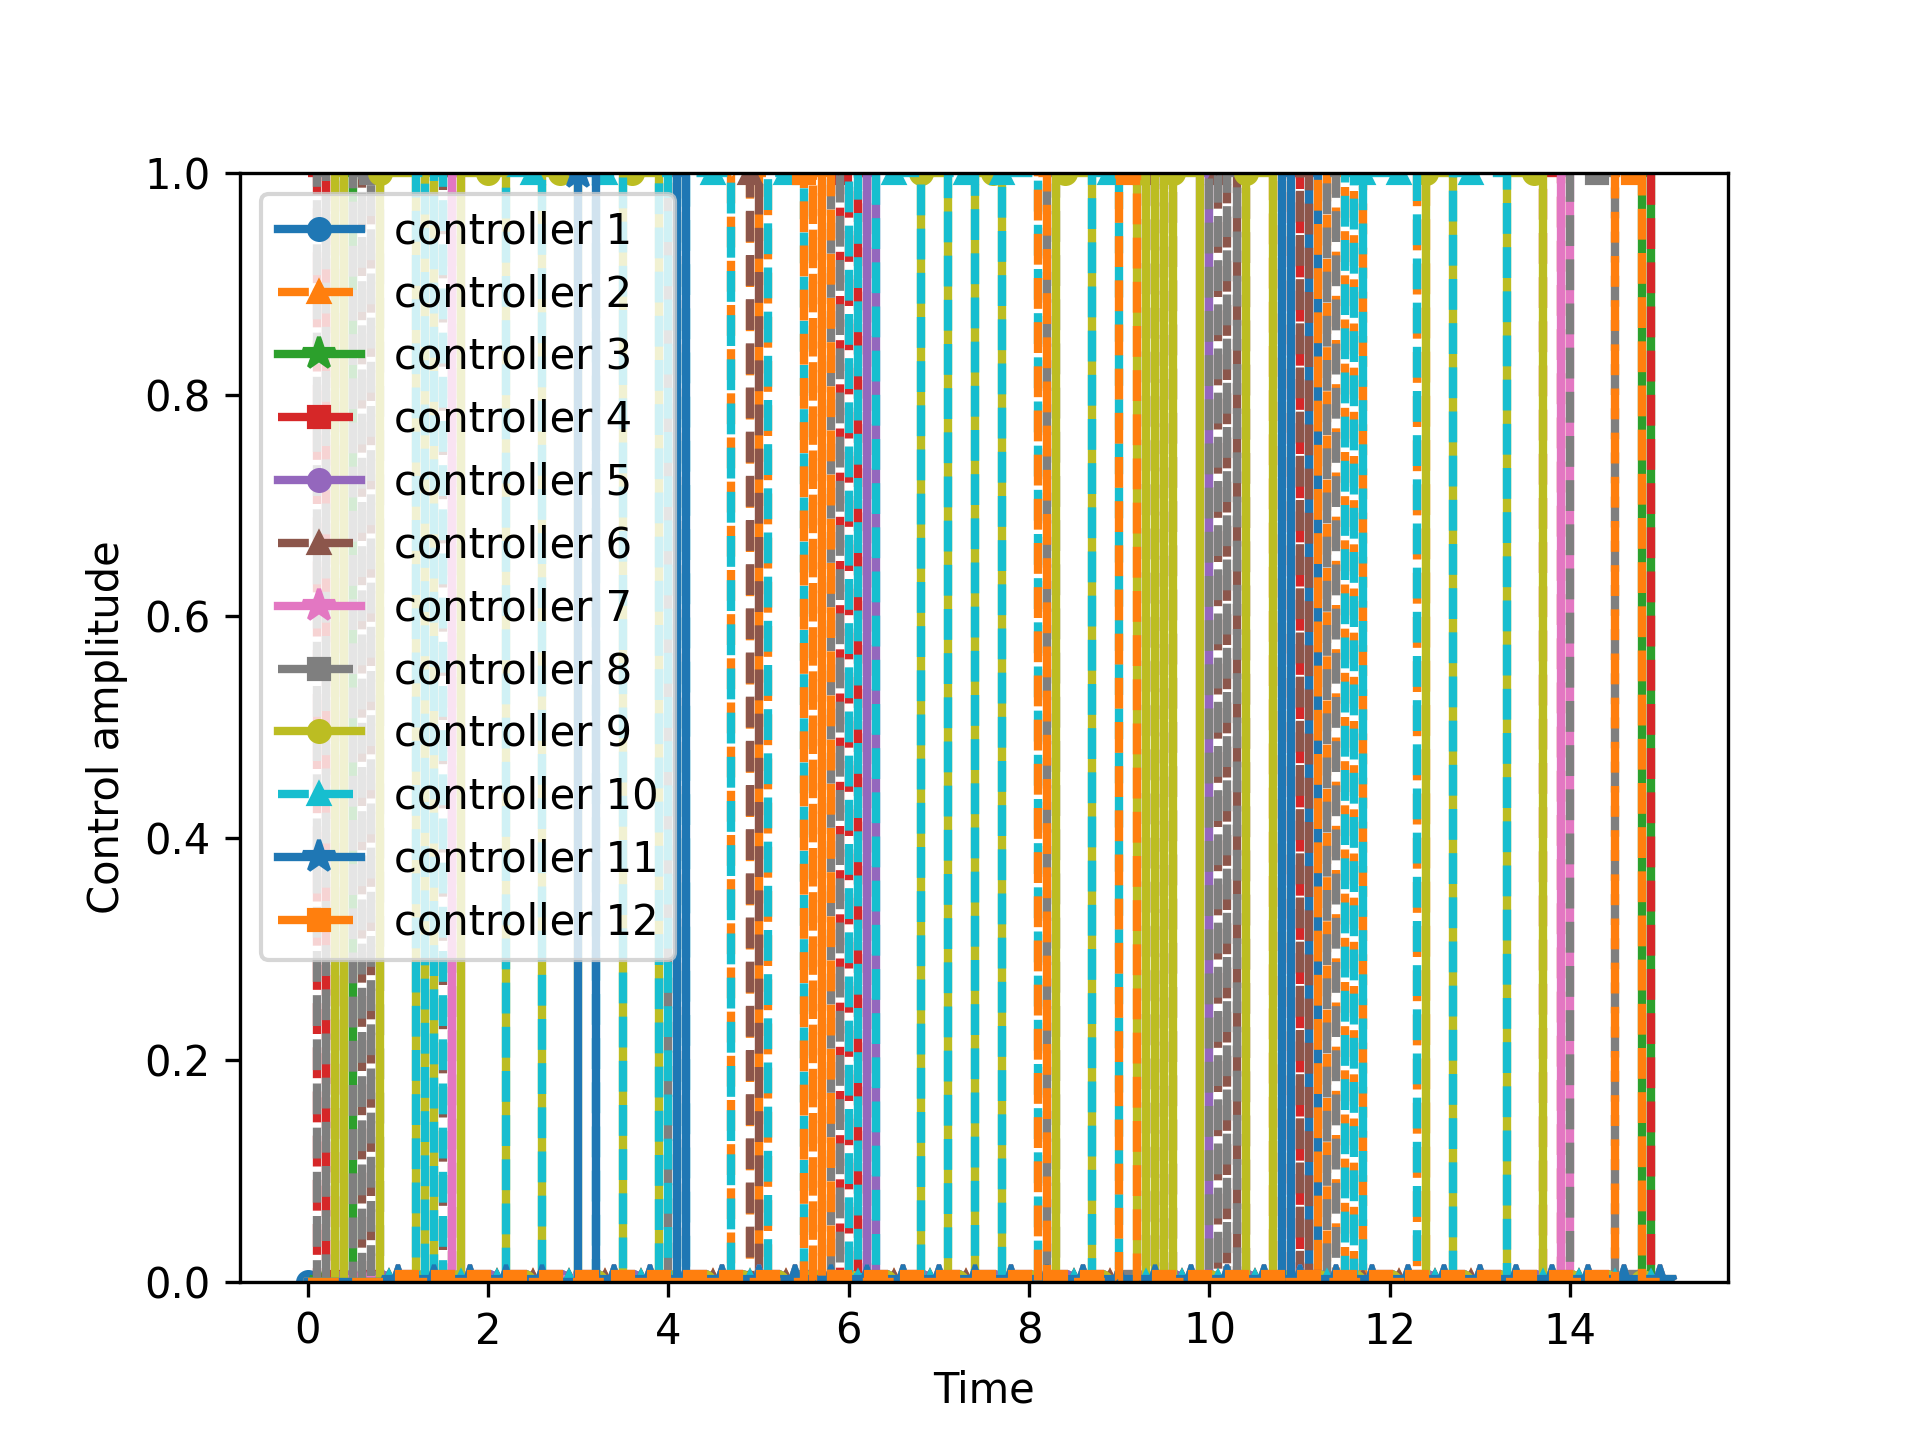 1.0
0.8
0.6
0.4
0.2
0.0
Control amplitude
controller 1
controller 2
controller 3
controller 4
controller 5
controller 6
controller 7
controller 8
controller 9
controller 10
controller 11
controller 12
0 2 4 6 8 10 12 14
Time